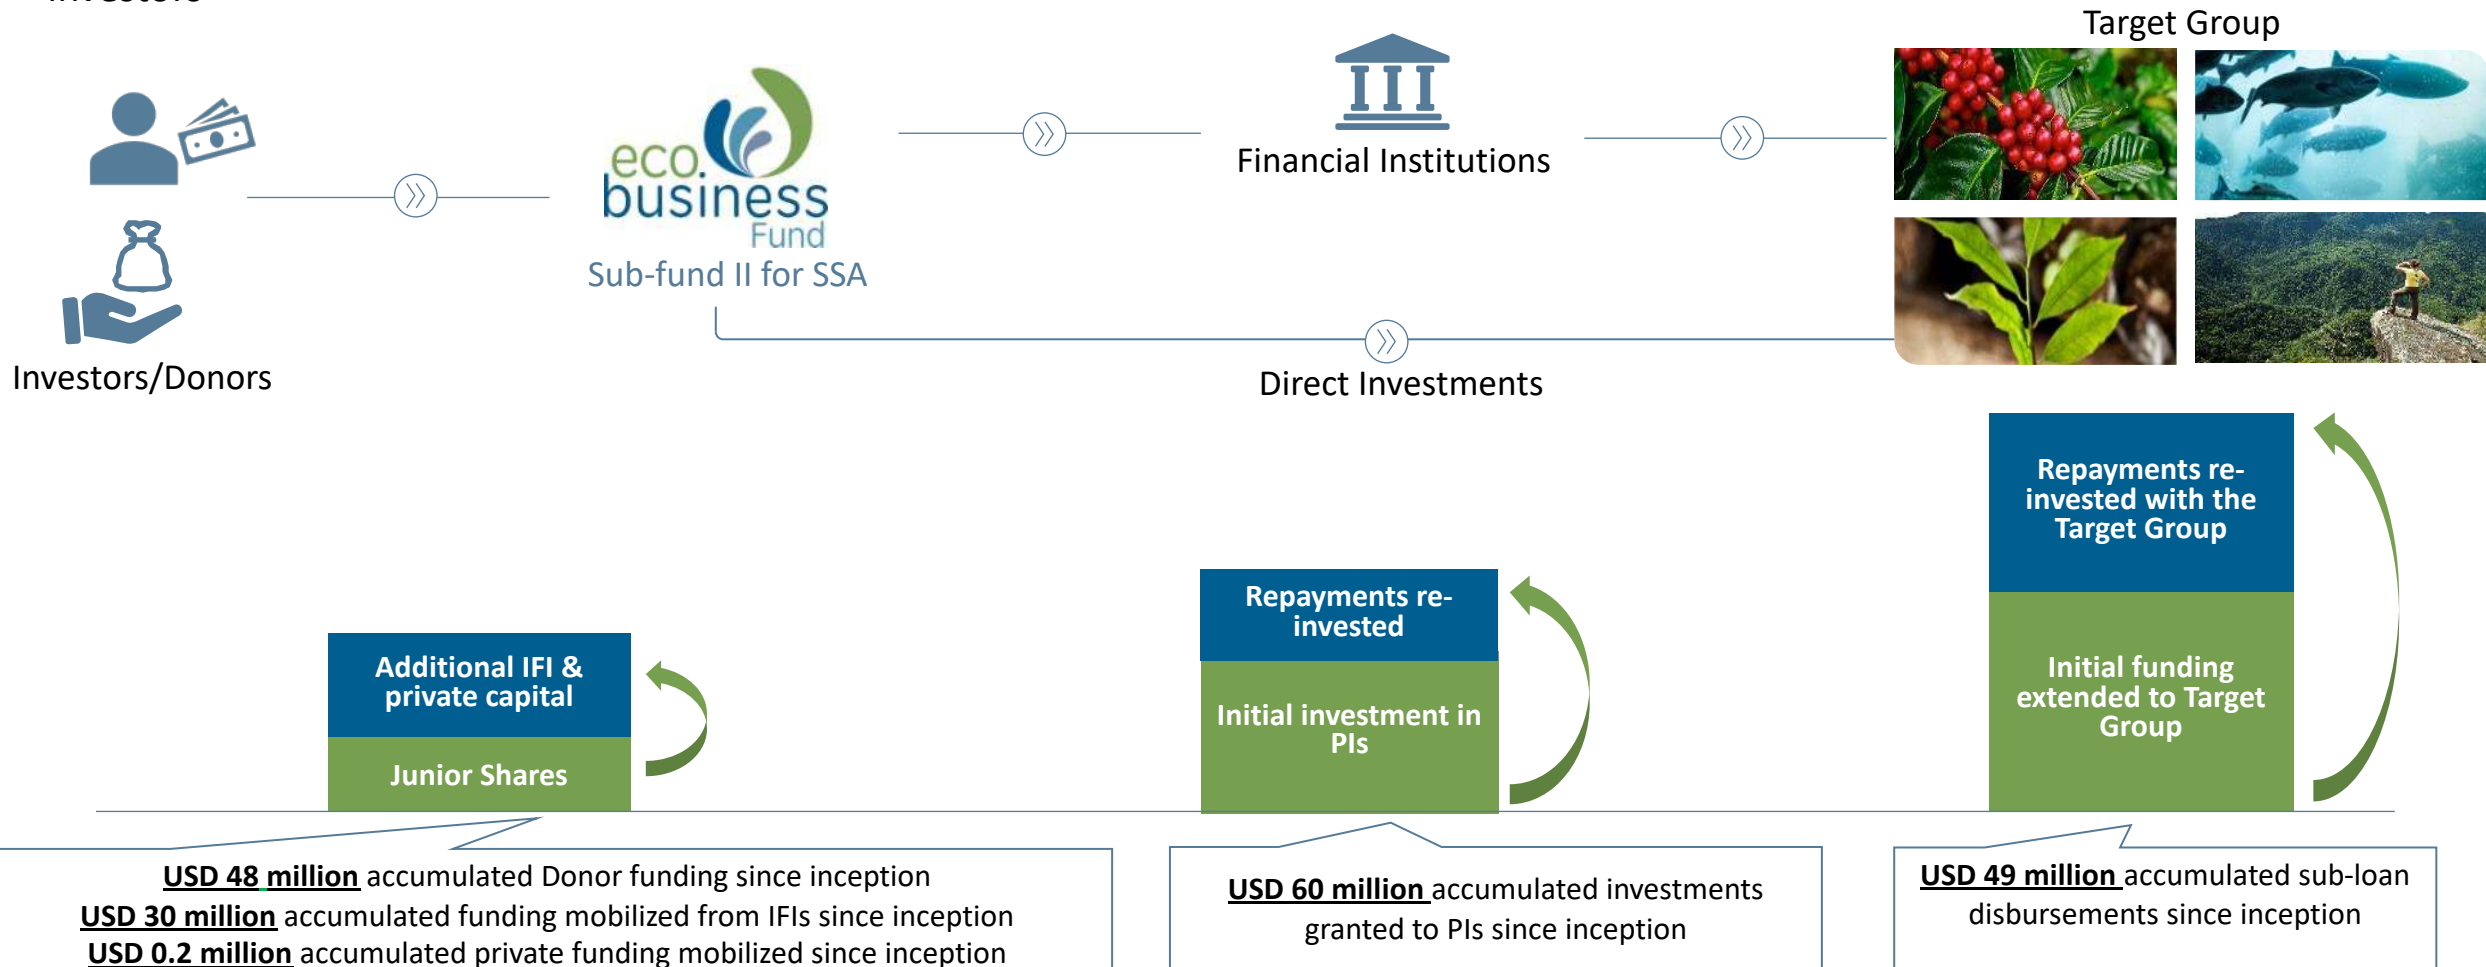 Investors
Target Group
eco.
business
Fund
Sub-fund II for SSA
Financial Institutions
Investors/Donors
Direct Investments
Additional IFI &
private capital
Junior Shares
Repayments re-
invested
Initial investment in
PIs
Repayments re-
invested with the
Target Group
Initial funding
extended to Target
Group
USD 48 million accumulated Donor funding since inception
USD 30 million accumulated funding mobilized from IFIs since inception
USD 0.2 million accumulated private funding mobilized since inception
USD 60 million accumulated investments
granted to PIs since inception
USD 49 million accumulated sub-loan
disbursements since inception